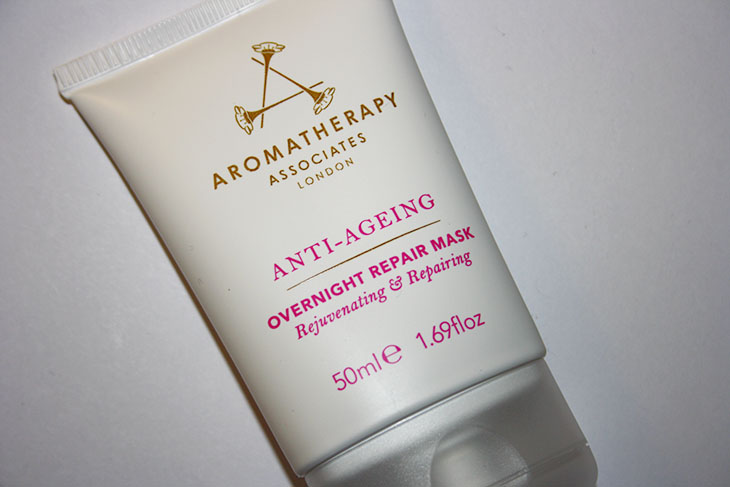 AROMATHERAPY
ASSOCIATES
LONDON
ANTI-AGEING
OVERNIGHT REPAIR MASK
Rejuvenating & Repairing
50ml℮ 1.69floz